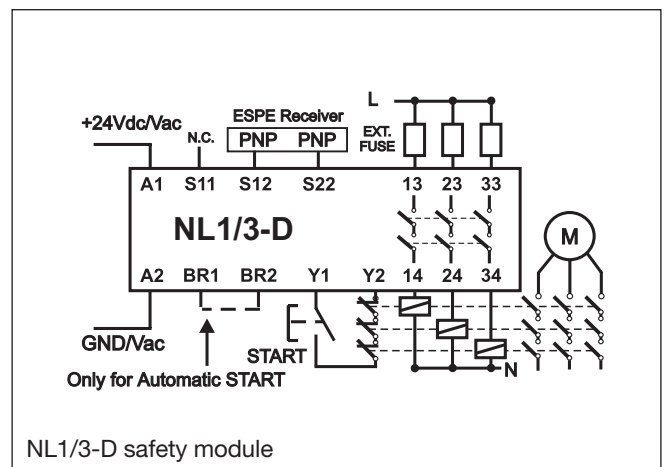 L
ESPE Receiver
+24Vdc/Vac
N.C.
PNP PNP
EXT.
FUSE
A1 S11 S12 S22 13 23 33
NL1/3-D
M
A2 BR1 BR2 Y1 Y2 14 24 34
GND/Vac
START
N
Only for Automatic START
NL1/3-D safety module